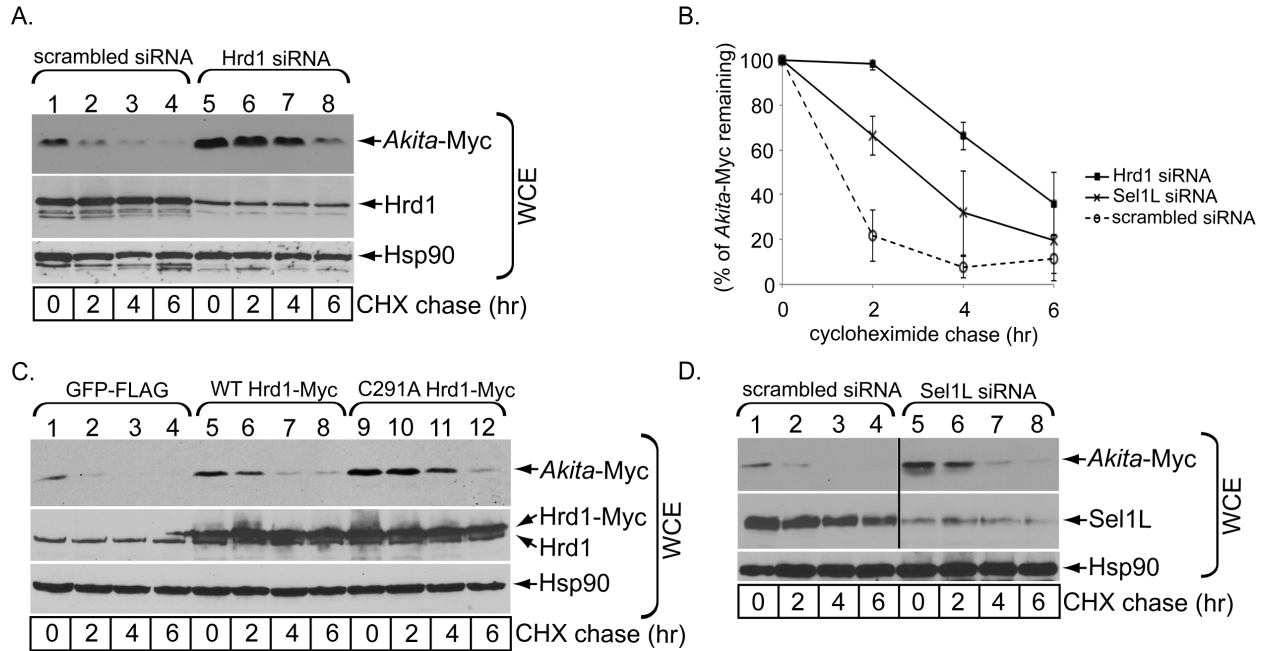 A.
scrambled siRNA Hrd1 siRNA
1 2 3 4 5 6 7 8
Akita-Myc
Hrd1
Hsp90
WCE
0 2 4 6 0 2 4 6 CHX chase (hr)
B.
(% of Akita-Myc remaining)
100
80
60
40
20
0
0 2 4 6
cycloheximide chase (hr)
Hrd1 siRNA
Sel1L siRNA
scrambled siRNA
C.
GFP-FLAG WT Hrd1-Myc C291A Hrd1-Myc
1 2 3 4 5 6 7 8 9 10 11 12
Akita-Myc
Hrd1-Myc
Hrd1
Hsp90
WCE
0 2 4 6 0 2 4 6 0 2 4 6 CHX chase (hr)
D.
scrambled siRNA Sel1L siRNA
1 2 3 4 5 6 7 8
Akita-Myc
Sel1L
Hsp90
WCE
0 2 4 6 0 2 4 6 CHX chase (hr)